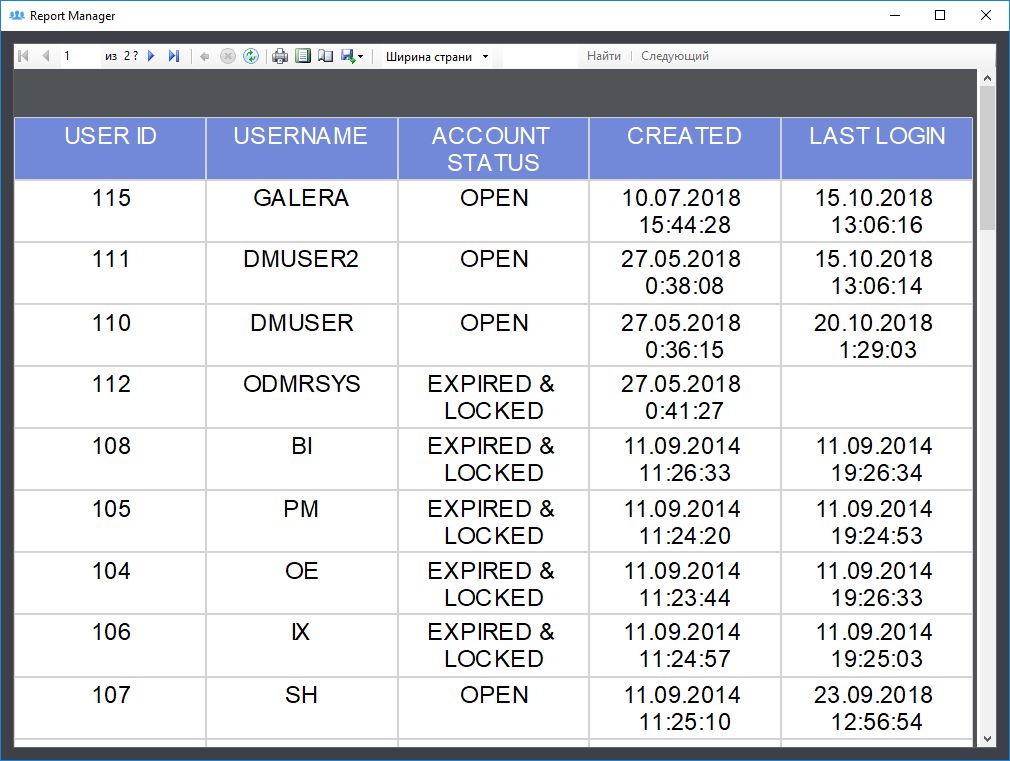 Report Manager
1 из 2 ? Ширина страни Найти Следующий
USER ID USERNAME ACCOUNT STATUS CREATED LAST LOGIN
115 GALERA OPEN 10.07.2018 15:44:28 15.10.2018 13:06:16
111 DMUSER2 OPEN 27.05.2018 0:38:08 15.10.2018 13:06:14
110 DMUSER OPEN 27.05.2018 0:36:15 20.10.2018 1:29:03
112 ODMRSYS EXPIRED & LOCKED 27.05.2018 0:41:27
108 BI EXPIRED & LOCKED 11.09.2014 11:26:33 11.09.2014 19:26:34
105 PM EXPIRED & LOCKED 11.09.2014 11:24:20 11.09.2014 19:24:53
104 OE EXPIRED & LOCKED 11.09.2014 11:23:44 11.09.2014 19:26:33
106 IX EXPIRED & LOCKED 11.09.2014 11:24:57 11.09.2014 19:25:03
107 SH OPEN 11.09.2014 11:25:10 23.09.2018 12:56:54